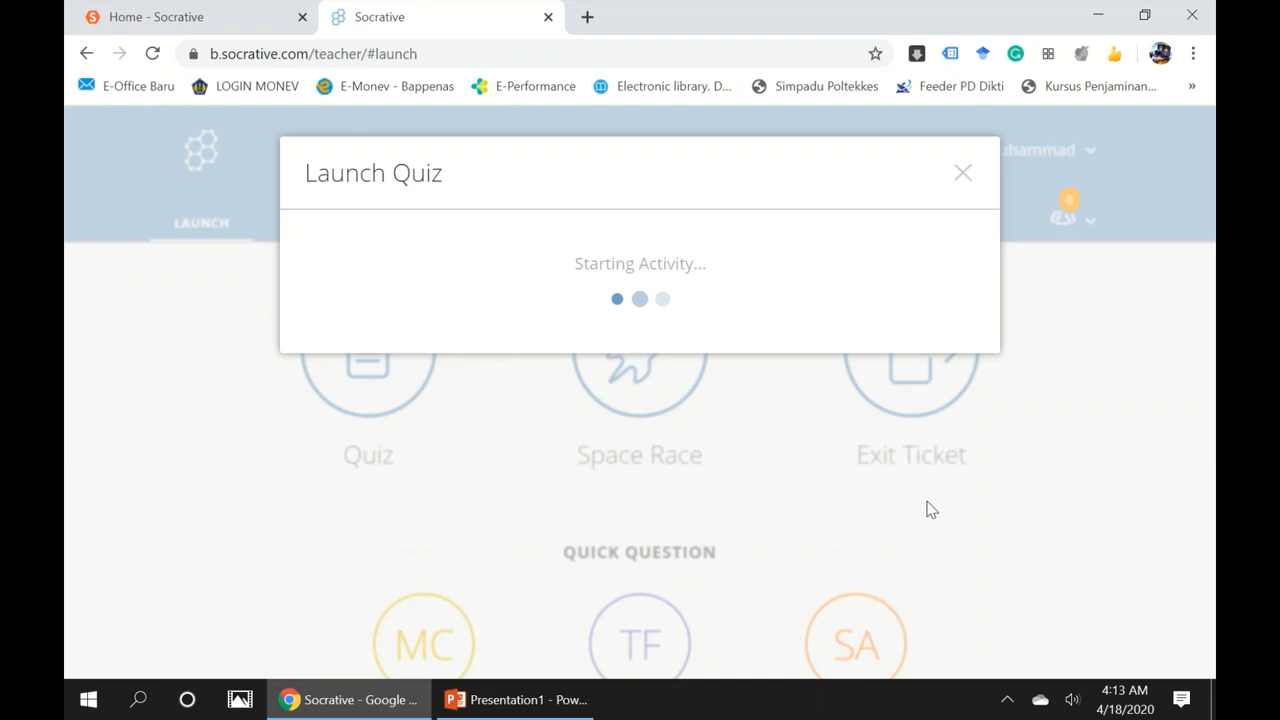 Home - Socrative
Socrative
b.socrative.com/teacher/#launch
E-Office Baru
LOGIN MONEV
E-Monev - Bappenas
E-Performance
Electronic library. D...
Simpadu Poltekkes
Feeder PD Dikti
Kursus Penjaminan...
»
Launch Quiz
uhammad
0
LAUNCH
Starting Activity...
Quiz
Space Race
Exit Ticket
QUICK QUESTION
MC
TF
SA
Socrative - Google ...
Presentation1 - Pow...
4:13 AM
4/18/2020